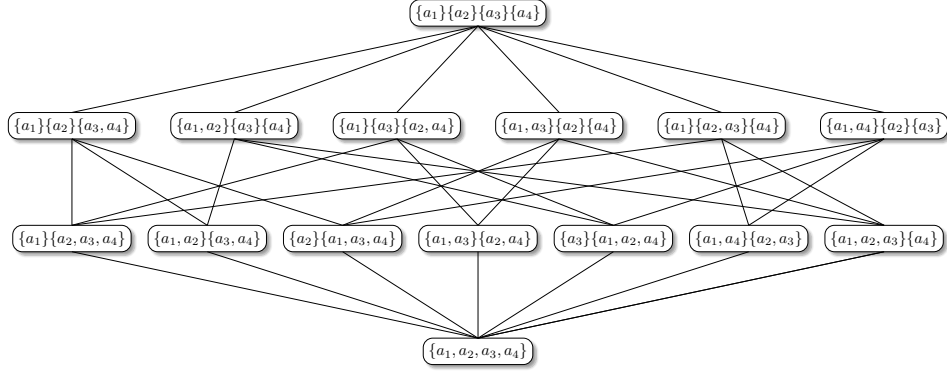 {a₁}{a₂}{a₃}{a₄}
{a₁}{a₂}{a₃, a₄} {a₁, a₂}{a₃}{a₄} {a₁}{a₃}{a₂, a₄} {a₁, a₃}{a₂}{a₄} {a₁}{a₂, a₃}{a₄} {a₁, a₄}{a₂}{a₃}
{a₁}{a₂, a₃, a₄} {a₁, a₂}{a₃, a₄} {a₂}{a₁, a₃, a₄} {a₁, a₃}{a₂, a₄} {a₃}{a₁, a₂, a₄} {a₁, a₄}{a₂, a₃} {a₁, a₂, a₃}{a₄}
{a₁, a₂, a₃, a₄}